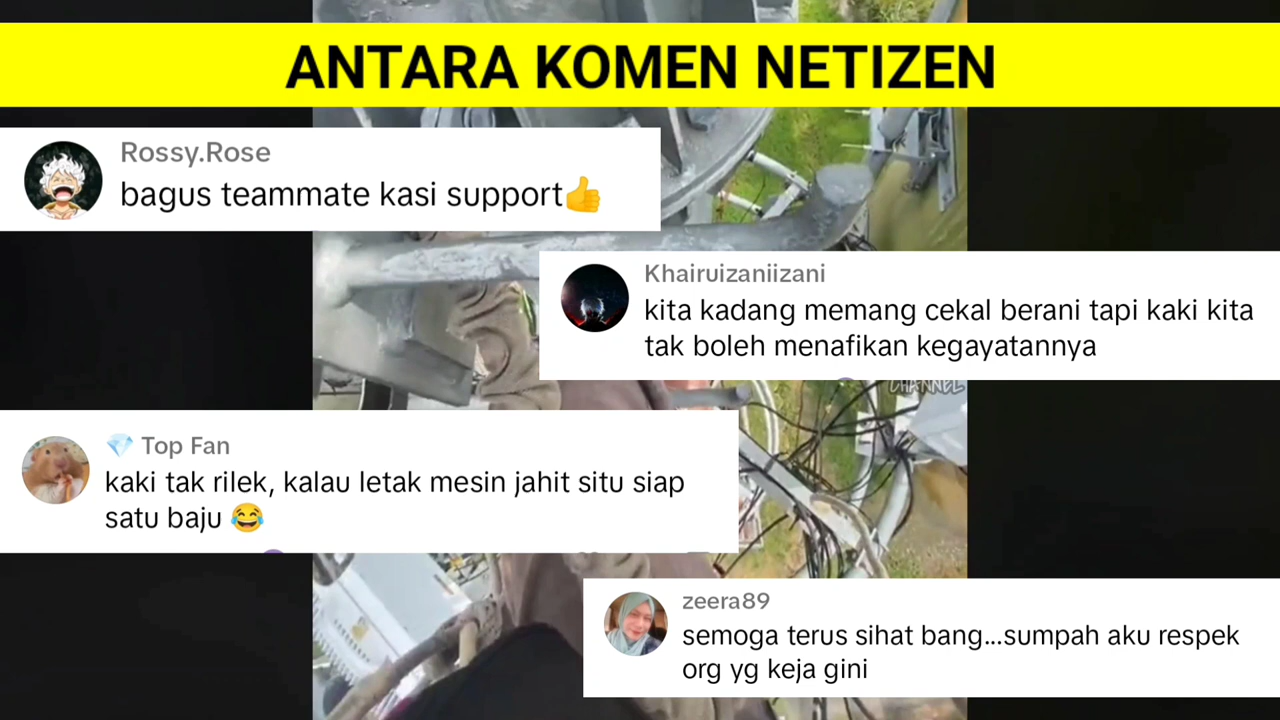 ANTARA KOMEN NETIZEN
Rossy.Rose
bagus teammate kasi support👍
Khairuizaniizani
kita kadang memang cekal berani tapi kaki kita
tak boleh menafikan kegayatannya
CHANNEL
💎 Top Fan
kaki tak rilek, kalau letak mesin jahit situ siap
satu baju 😂
zeera89
semoga terus sihat bang...sumpah aku respek
org yg keja gini